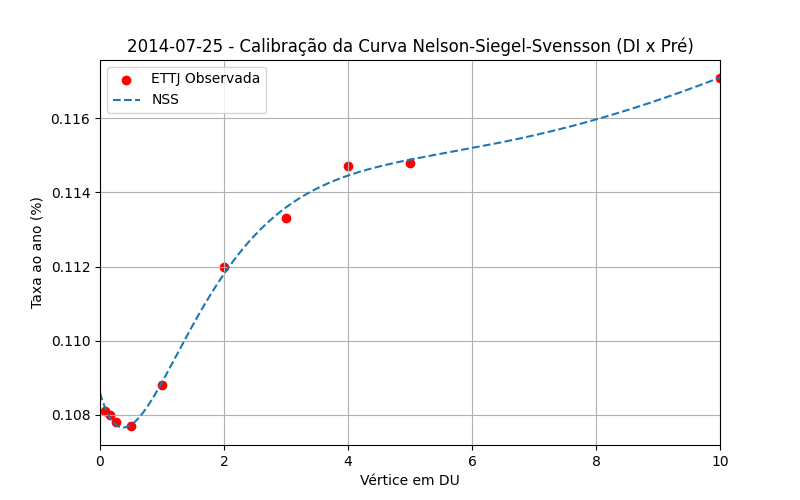 2014-07-25 - Calibração da Curva Nelson-Siegel-Svensson (DI x Pré)
ETTJ Observada
NSS
Taxa ao ano (%)
0.116
0.114
0.112
0.110
0.108
0 2 4 6 8 10
Vértice em DU